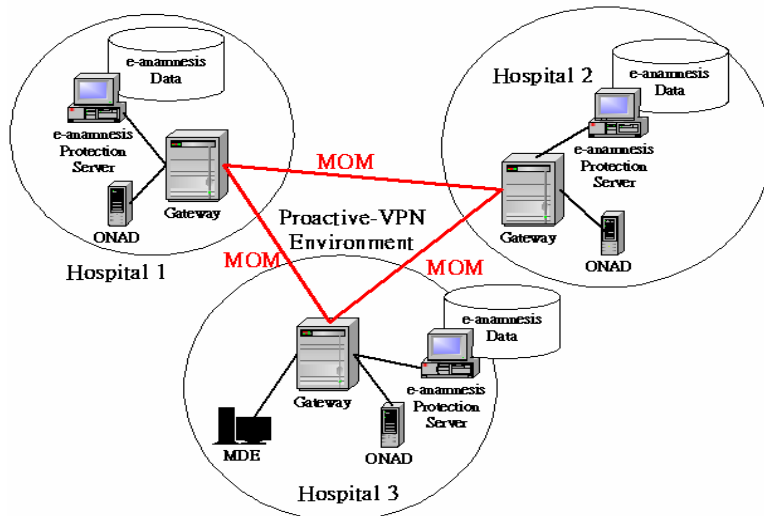 e-anamnesis
Data
e-anamnesis
Protection
Server
Gateway
ONAD
Hospital 1
Hospital 2
e-anamnesis
Data
e-anamnesis
Protection
Server
Gateway
ONAD
MOM
Proactive-VPN
Environment
MOM
MOM
e-anamnesis
Data
Gateway
e-anamnesis
Protection
Server
MDE
ONAD
Hospital 3